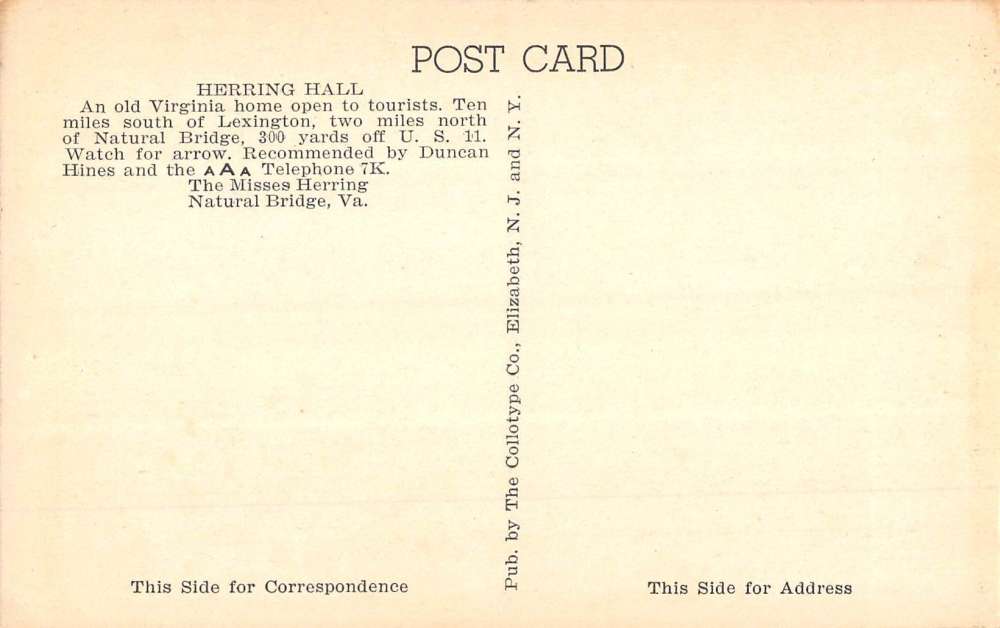 POST CARD
HERRING HALL
An old Virginia home open to tourists. Ten
miles south of Lexington, two miles north
of Natural Bridge, 300 yards off U. S. 11.
Watch for arrow. Recommended by Duncan
Hines and the AAA Telephone 7K.
The Misses Herring
Natural Bridge, Va.
Pub. by The Collotype Co., Elizabeth, N. J. and N. Y.
This Side for Correspondence
This Side for Address